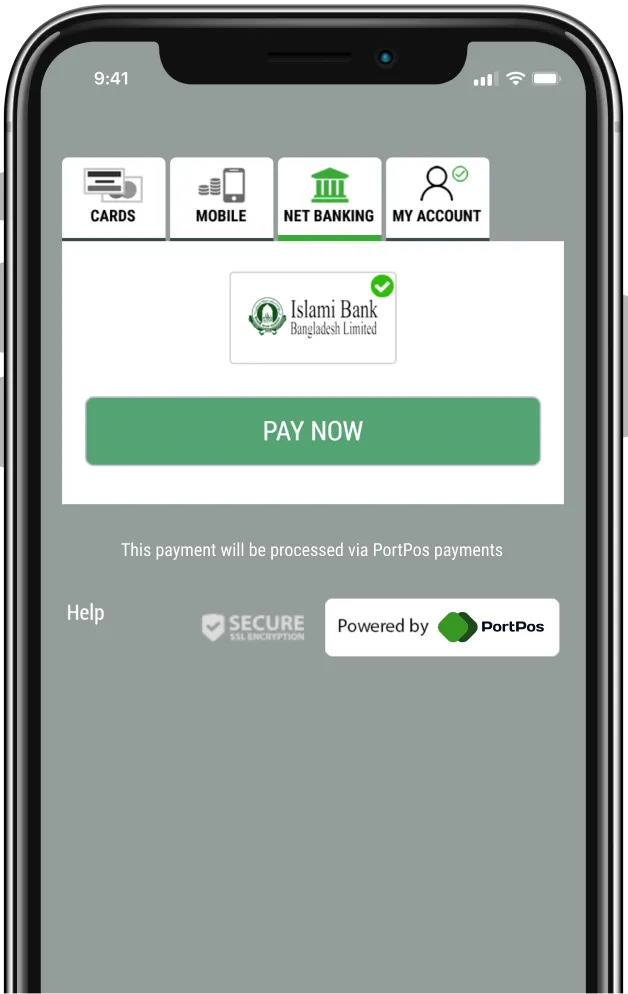 9:41
CARDS
MOBILE
NET BANKING
MY ACCOUNT
Islami Bank
Bangladesh Limited
PAY NOW
This payment will be processed via PortPos payments
Help
SECURE
SSL ENCRYPTION
Powered by PortPos